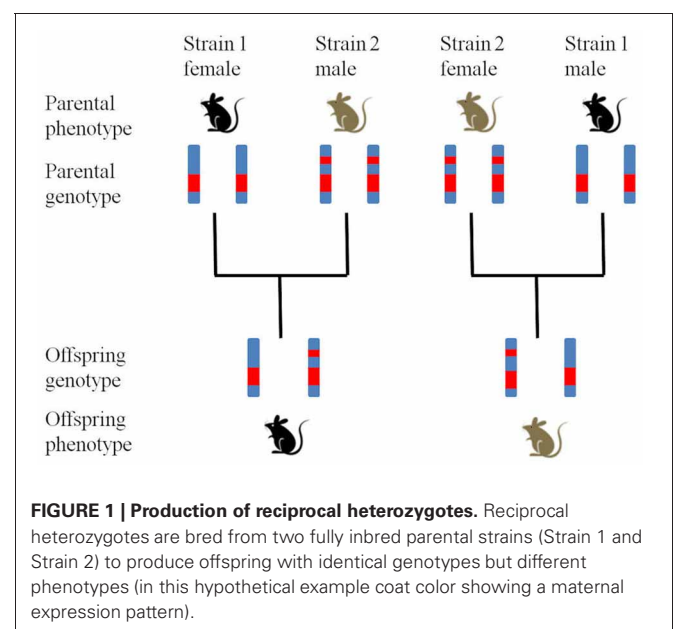 Strain 1 female
Strain 2 male
Strain 2 female
Strain 1 male
Parental phenotype
Parental genotype
Offspring genotype
Offspring phenotype
FIGURE 1 | Production of reciprocal heterozygotes. Reciprocal
heterozygotes are bred from two fully inbred parental strains (Strain 1 and
Strain 2) to produce offspring with identical genotypes but different
phenotypes (in this hypothetical example coat color showing a maternal
expression pattern).